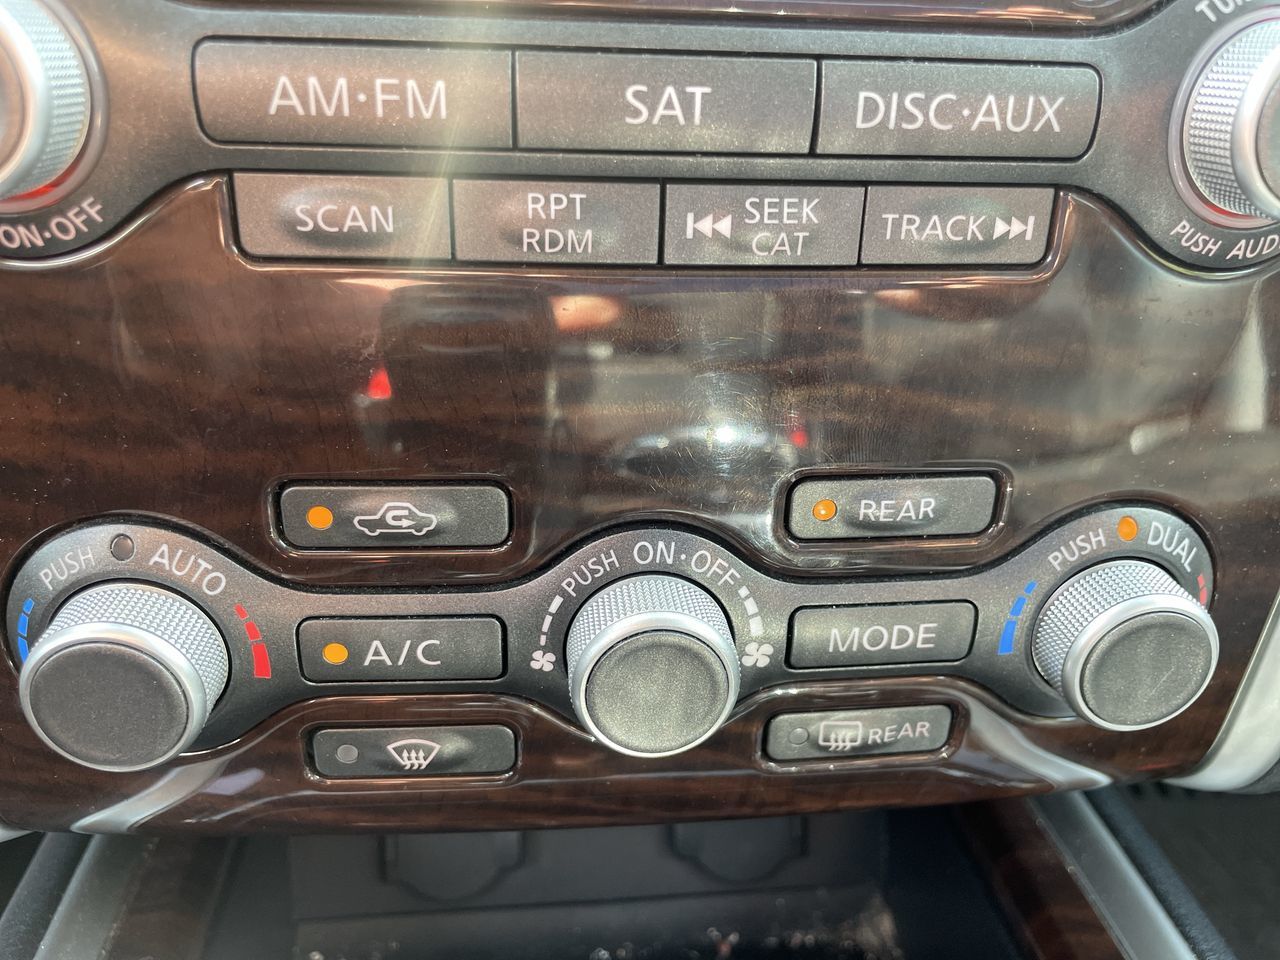 AM·FM
SAT
DISC·AUX
ON·OFF
SCAN
RPT
RDM
SEEK
CAT
TRACK
PUSH
REAR
PUSH AUTO
PUSH ON·OFF
PUSH DUAL
A/C
MODE
REAR